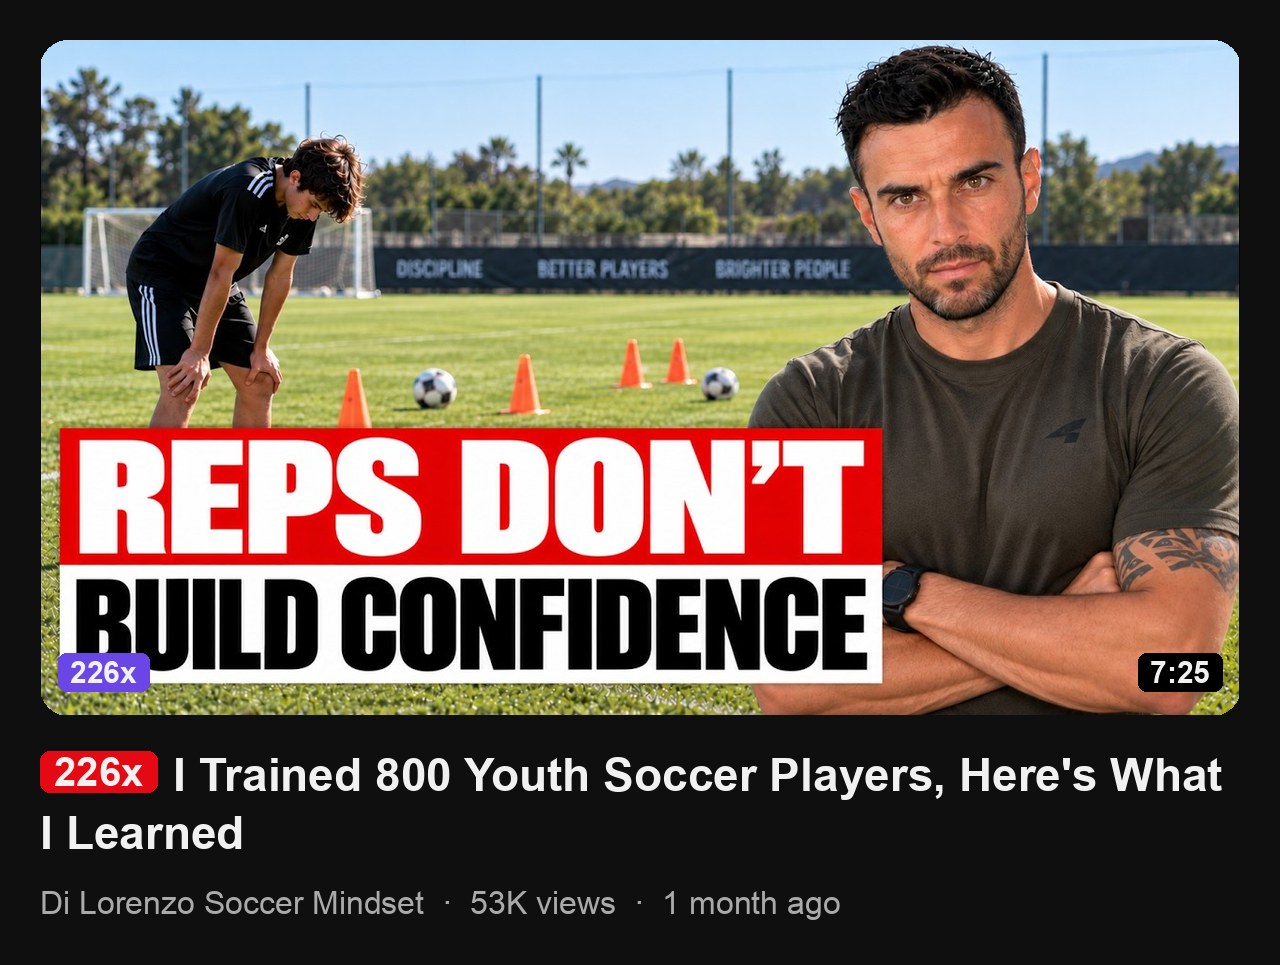 DISCIPLINE BETTER PLAYERS BRIGHTER PEOPLE
REPS DON'T
BUILD CONFIDENCE
226x
7:25
226x I Trained 800 Youth Soccer Players, Here's What
I Learned
Di Lorenzo Soccer Mindset · 53K views · 1 month ago